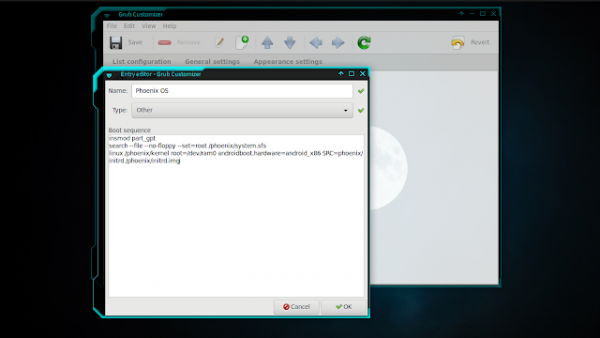 Grub Customizer
File Edit View Help
Save Remove Revert
List configuration General settings Appearance settings
Entry editor - Grub Customizer
Name: Phoenix OS
Type: Other
Boot sequence
insmod part_gpt
search --file --no-floppy --set=root /phoenix/system.sfs
linux /phoenix/kernel root=/dev/ram0 androidboot.hardware=android_x86 SRC=phoenix/
initrd /phoenix/initrd.img
Cancel OK